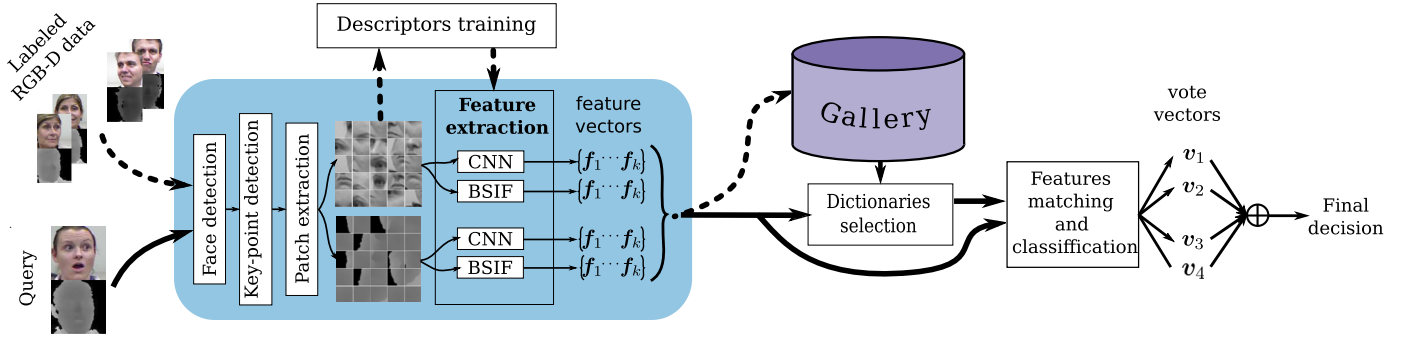 Labeled
RGB-D data
Query
Face detection
Key-point detection
Patch extraction
Descriptors training
Feature
extraction
CNN
BSIF
CNN
BSIF
feature
vectors
{f1⋯fk}
{f1⋯fk}
{f1⋯fk}
{f1⋯fk}
Gallery
Dictionaries
selection
Features
matching
and
classiffication
vote
vectors
v1
v2
v3
v4
Final
decision